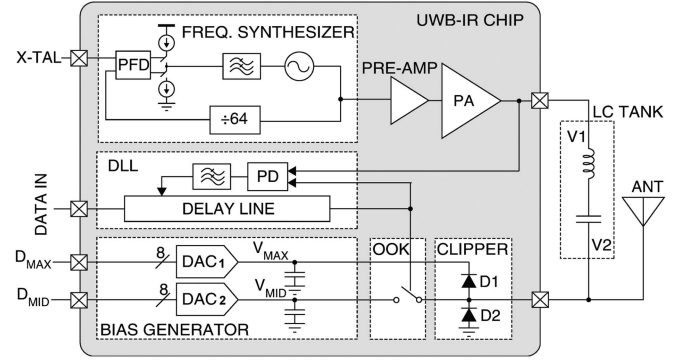 UWB-IR CHIP
FREQ. SYNTHESIZER
X-TAL
PFD
PRE-AMP
PA
÷64
LC TANK
V1
V2
ANT
DLL
PD
DATA IN
DELAY LINE
D_MAX
8
DAC1
V_MAX
OOK
CLIPPER
D1
D_MID
8
DAC2
V_MID
D2
BIAS GENERATOR